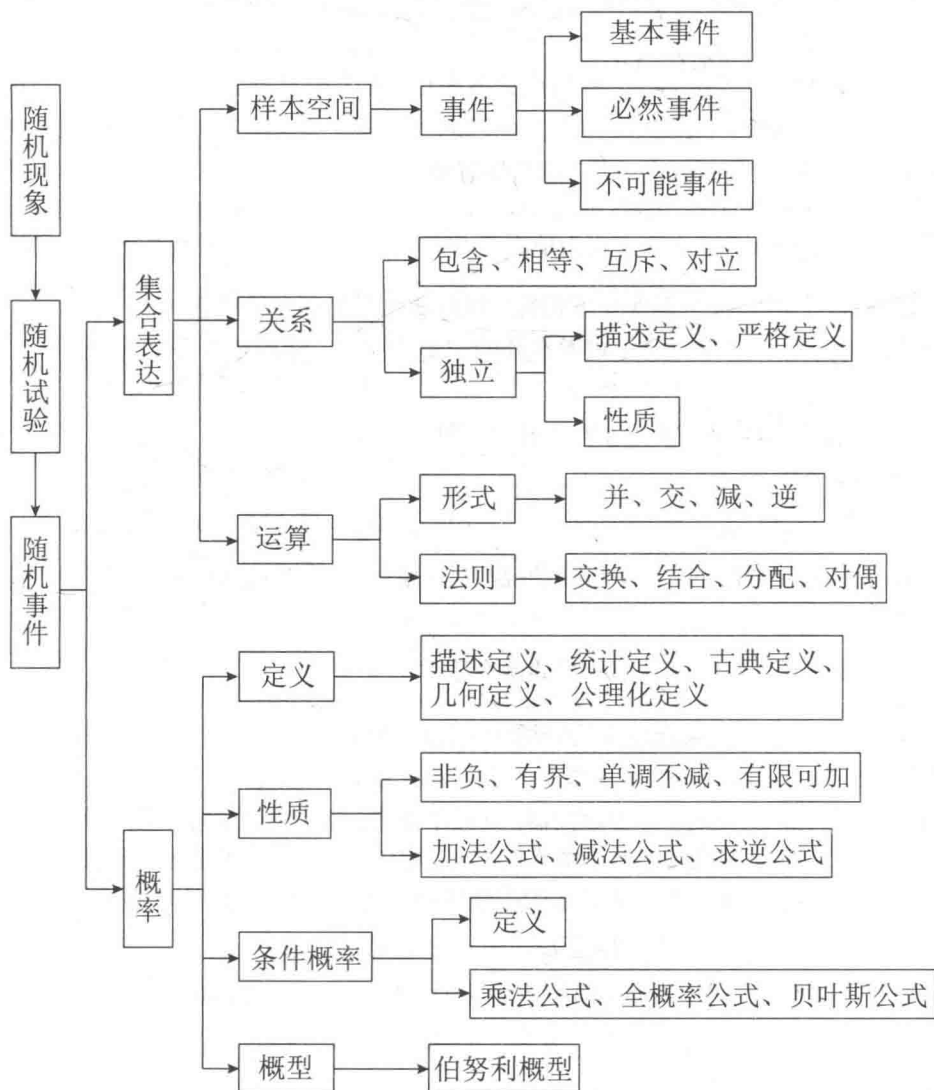 随机现象
随机试验
随机事件
集合表达
样本空间
事件
基本事件
必然事件
不可能事件
关系
包含、相等、互斥、对立
独立
描述定义、严格定义
性质
运算
形式
并、交、减、逆
法则
交换、结合、分配、对偶
概率
定义
描述定义、统计定义、古典定义、
几何定义、公理化定义
性质
非负、有界、单调不减、有限可加
加法公式、减法公式、求逆公式
条件概率
定义
乘法公式、全概率公式、贝叶斯公式
概型
伯努利概型